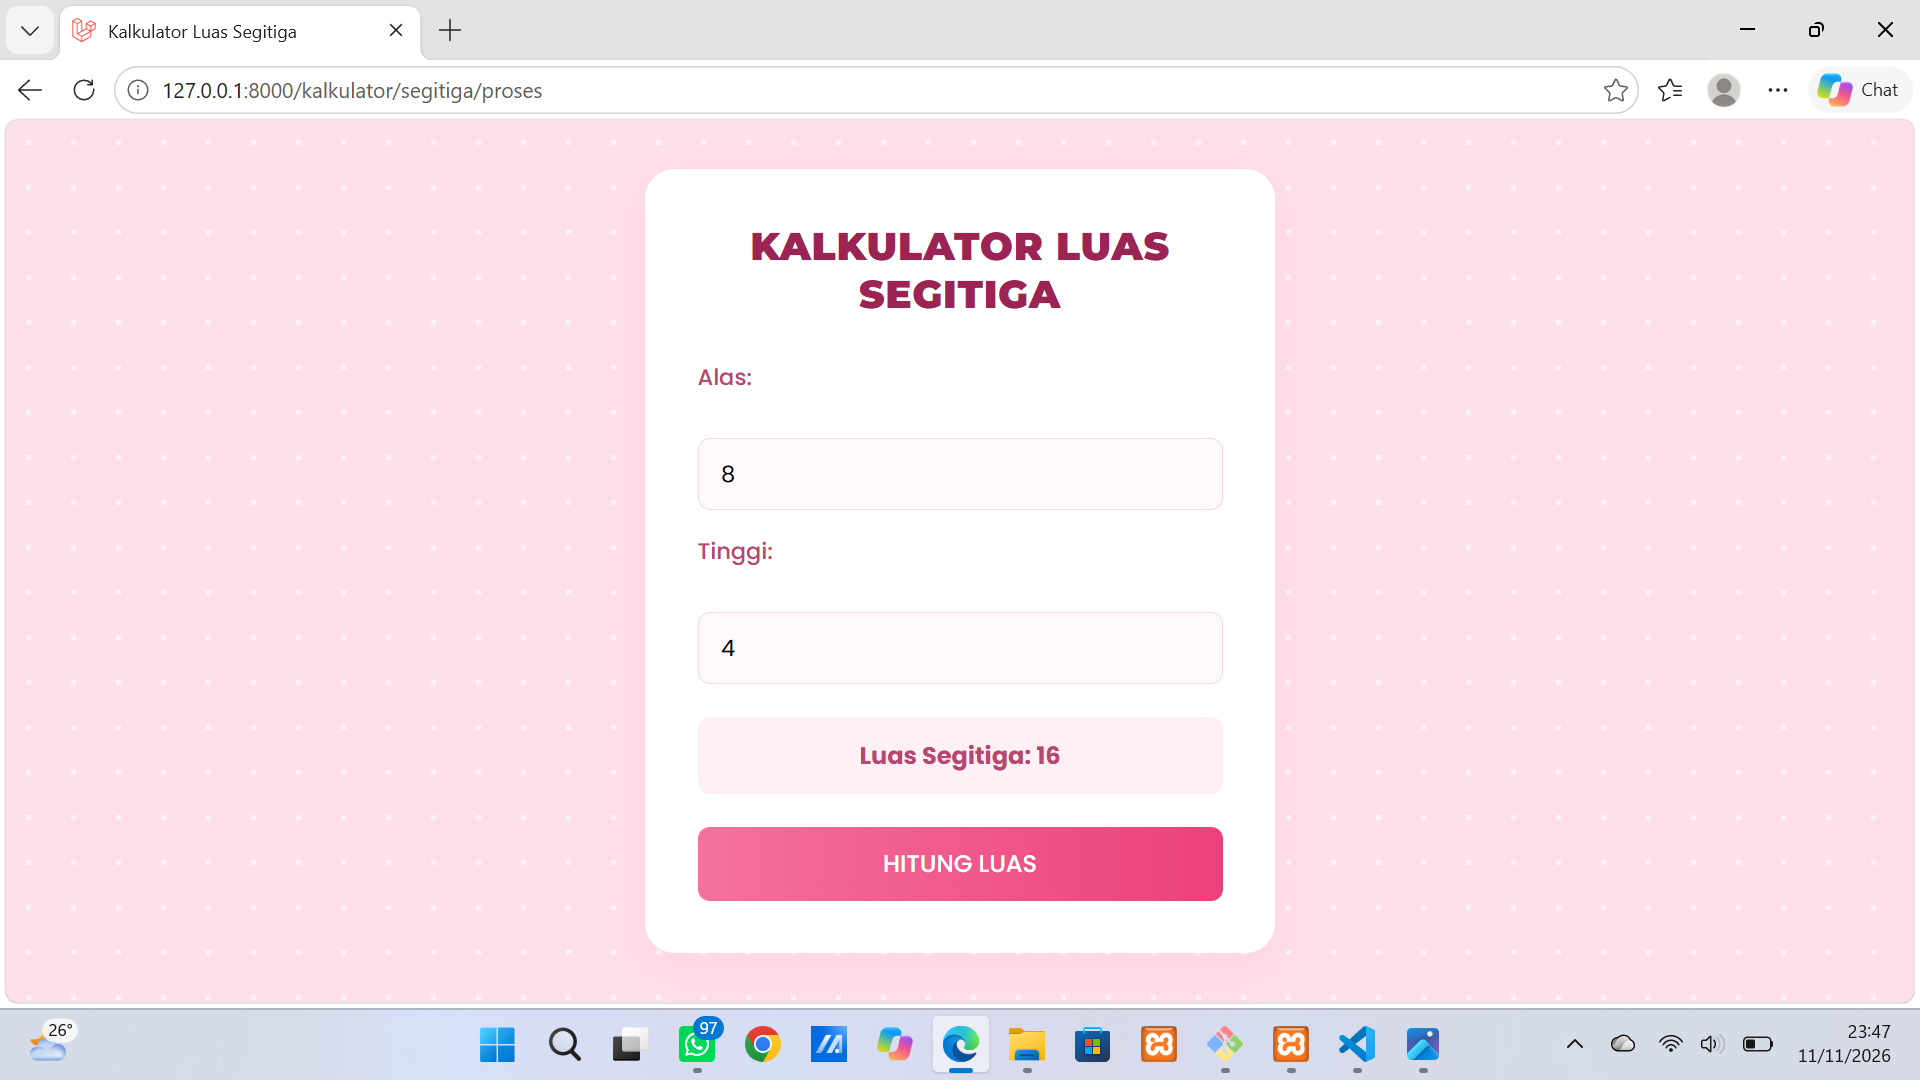 Kalkulator Luas Segitiga
127.0.0.1:8000/kalkulator/segitiga/proses
Chat
KALKULATOR LUAS
SEGITIGA
Alas:
8
Tinggi:
4
Luas Segitiga: 16
HITUNG LUAS
26°
97
23:47
11/11/2026